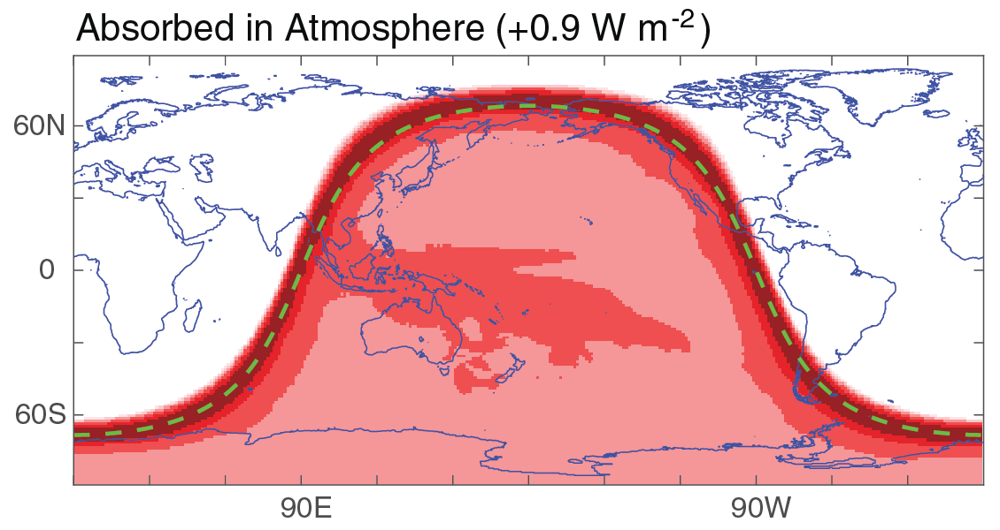 Absorbed in Atmosphere (+0.9 W m-2)
60N
0
60S
90E 90W